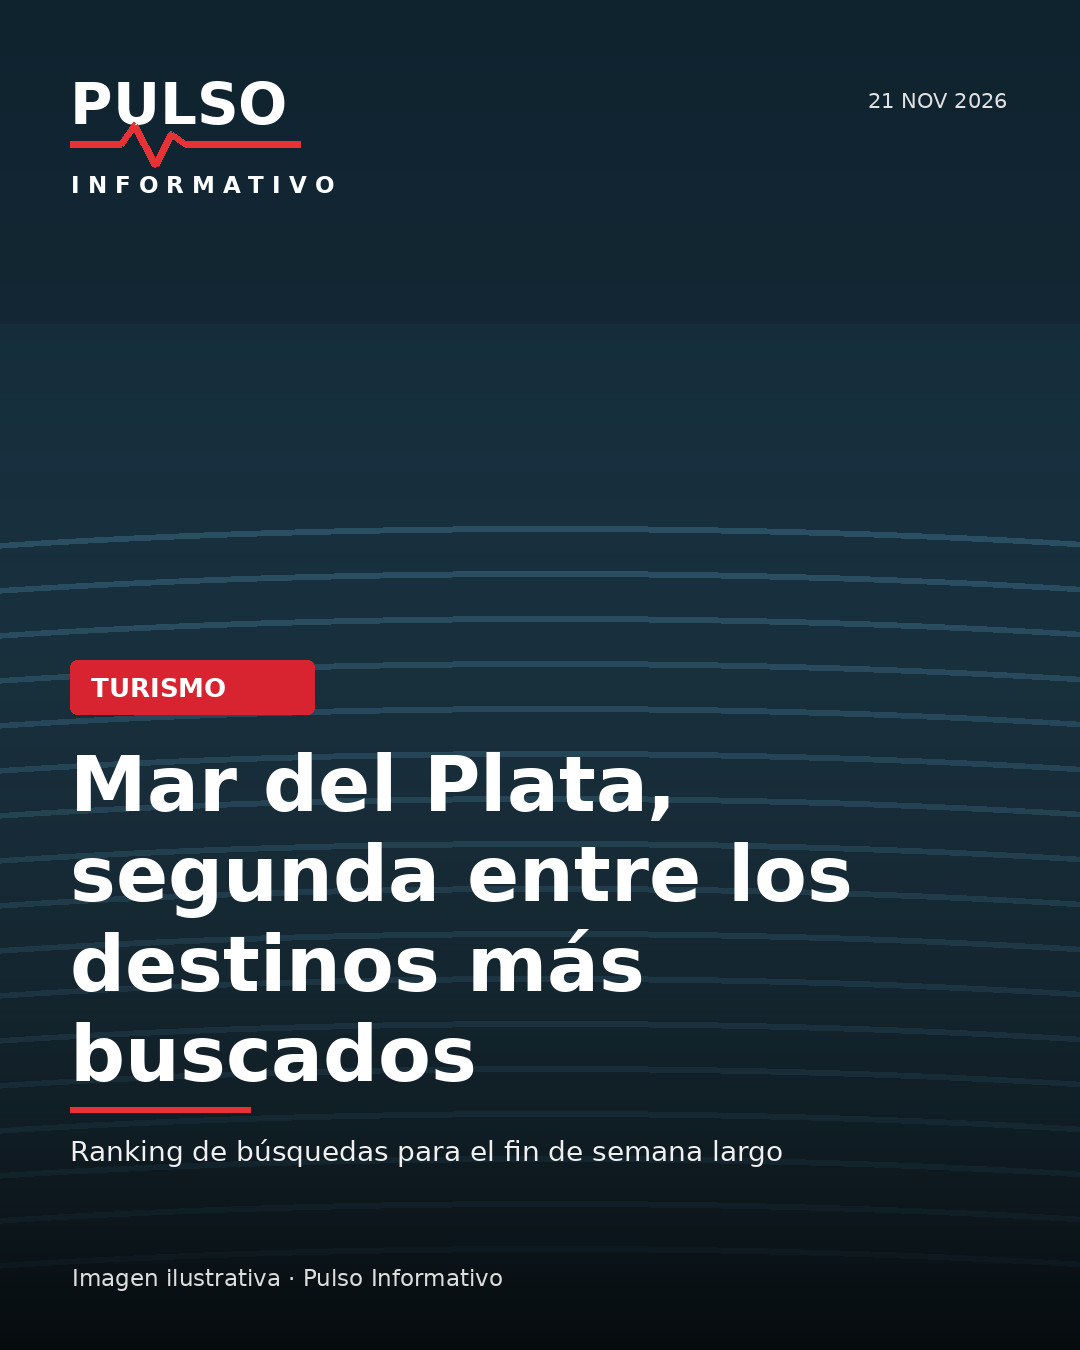 PULSO
INFORMATIVO
21 NOV 2026
TURISMO
Mar del Plata,
segunda entre los
destinos más
buscados
Ranking de búsquedas para el fin de semana largo
Imagen ilustrativa · Pulso Informativo